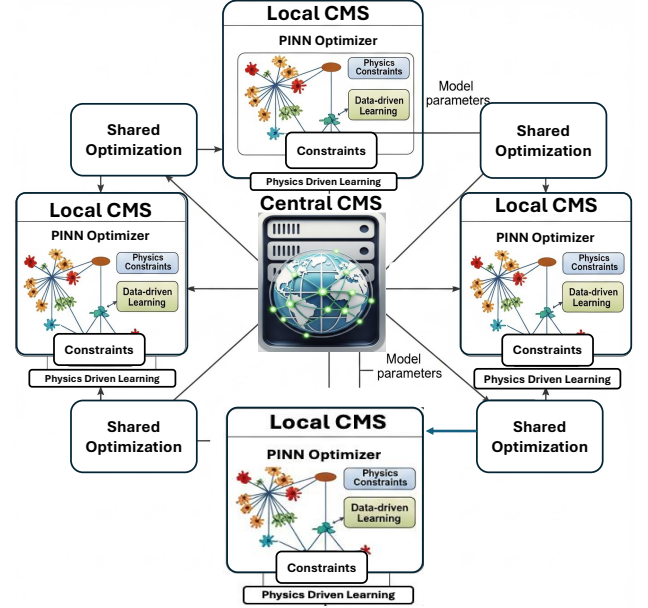 Local CMS
PINN Optimizer
Physics
Constraints
Data-driven
Learning
Constraints
Physics Driven Learning
Model
parameters
Shared
Optimization
Shared
Optimization
Local CMS
PINN Optimizer
Physics
Constraints
Data-driven
Learning
Constraints
Physics Driven Learning
Central CMS
Local CMS
PINN Optimizer
Physics
Constraints
Data-driven
Learning
Constraints
Physics Driven Learning
Model
parameters
Shared
Optimization
Local CMS
PINN Optimizer
Physics
Constraints
Data-driven
Learning
Constraints
Physics Driven Learning
Shared
Optimization